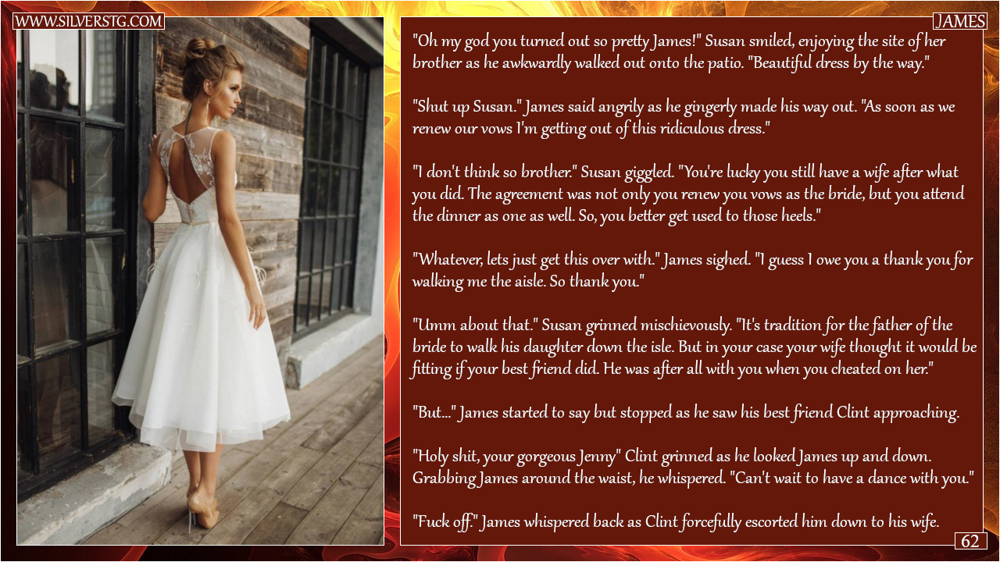 WWW.SILVERSTG.COM
JAMES
"Oh my god you turned out so pretty James!" Susan smiled, enjoying the site of her
brother as he awkwardly walked out onto the patio. "Beautiful dress by the way."
"Shut up Susan." James said angrily as he gingerly made his way out. "As soon as we
renew our vows I'm getting out of this ridiculous dress."
"I don't think so brother." Susan giggled. "You're lucky you still have a wife after what
you did. The agreement was not only you renew you vows as the bride, but you attend
the dinner as one as well. So, you better get used to those heels."
"Whatever, lets just get this over with." James sighed. "I guess I owe you a thank you for
walking me the aisle. So thank you."
"Umm about that." Susan grinned mischievously. "It's tradition for the father of the
bride to walk his daughter down the isle. But in your case your wife thought it would be
fitting if your best friend did. He was after all with you when you cheated on her."
"But..." James started to say but stopped as he saw his best friend Clint approaching.
"Holy shit, your gorgeous Jenny" Clint grinned as he looked James up and down.
Grabbing James around the waist, he whispered. "Can't wait to have a dance with you."
"Fuck off." James whispered back as Clint forcefully escorted him down to his wife.
62